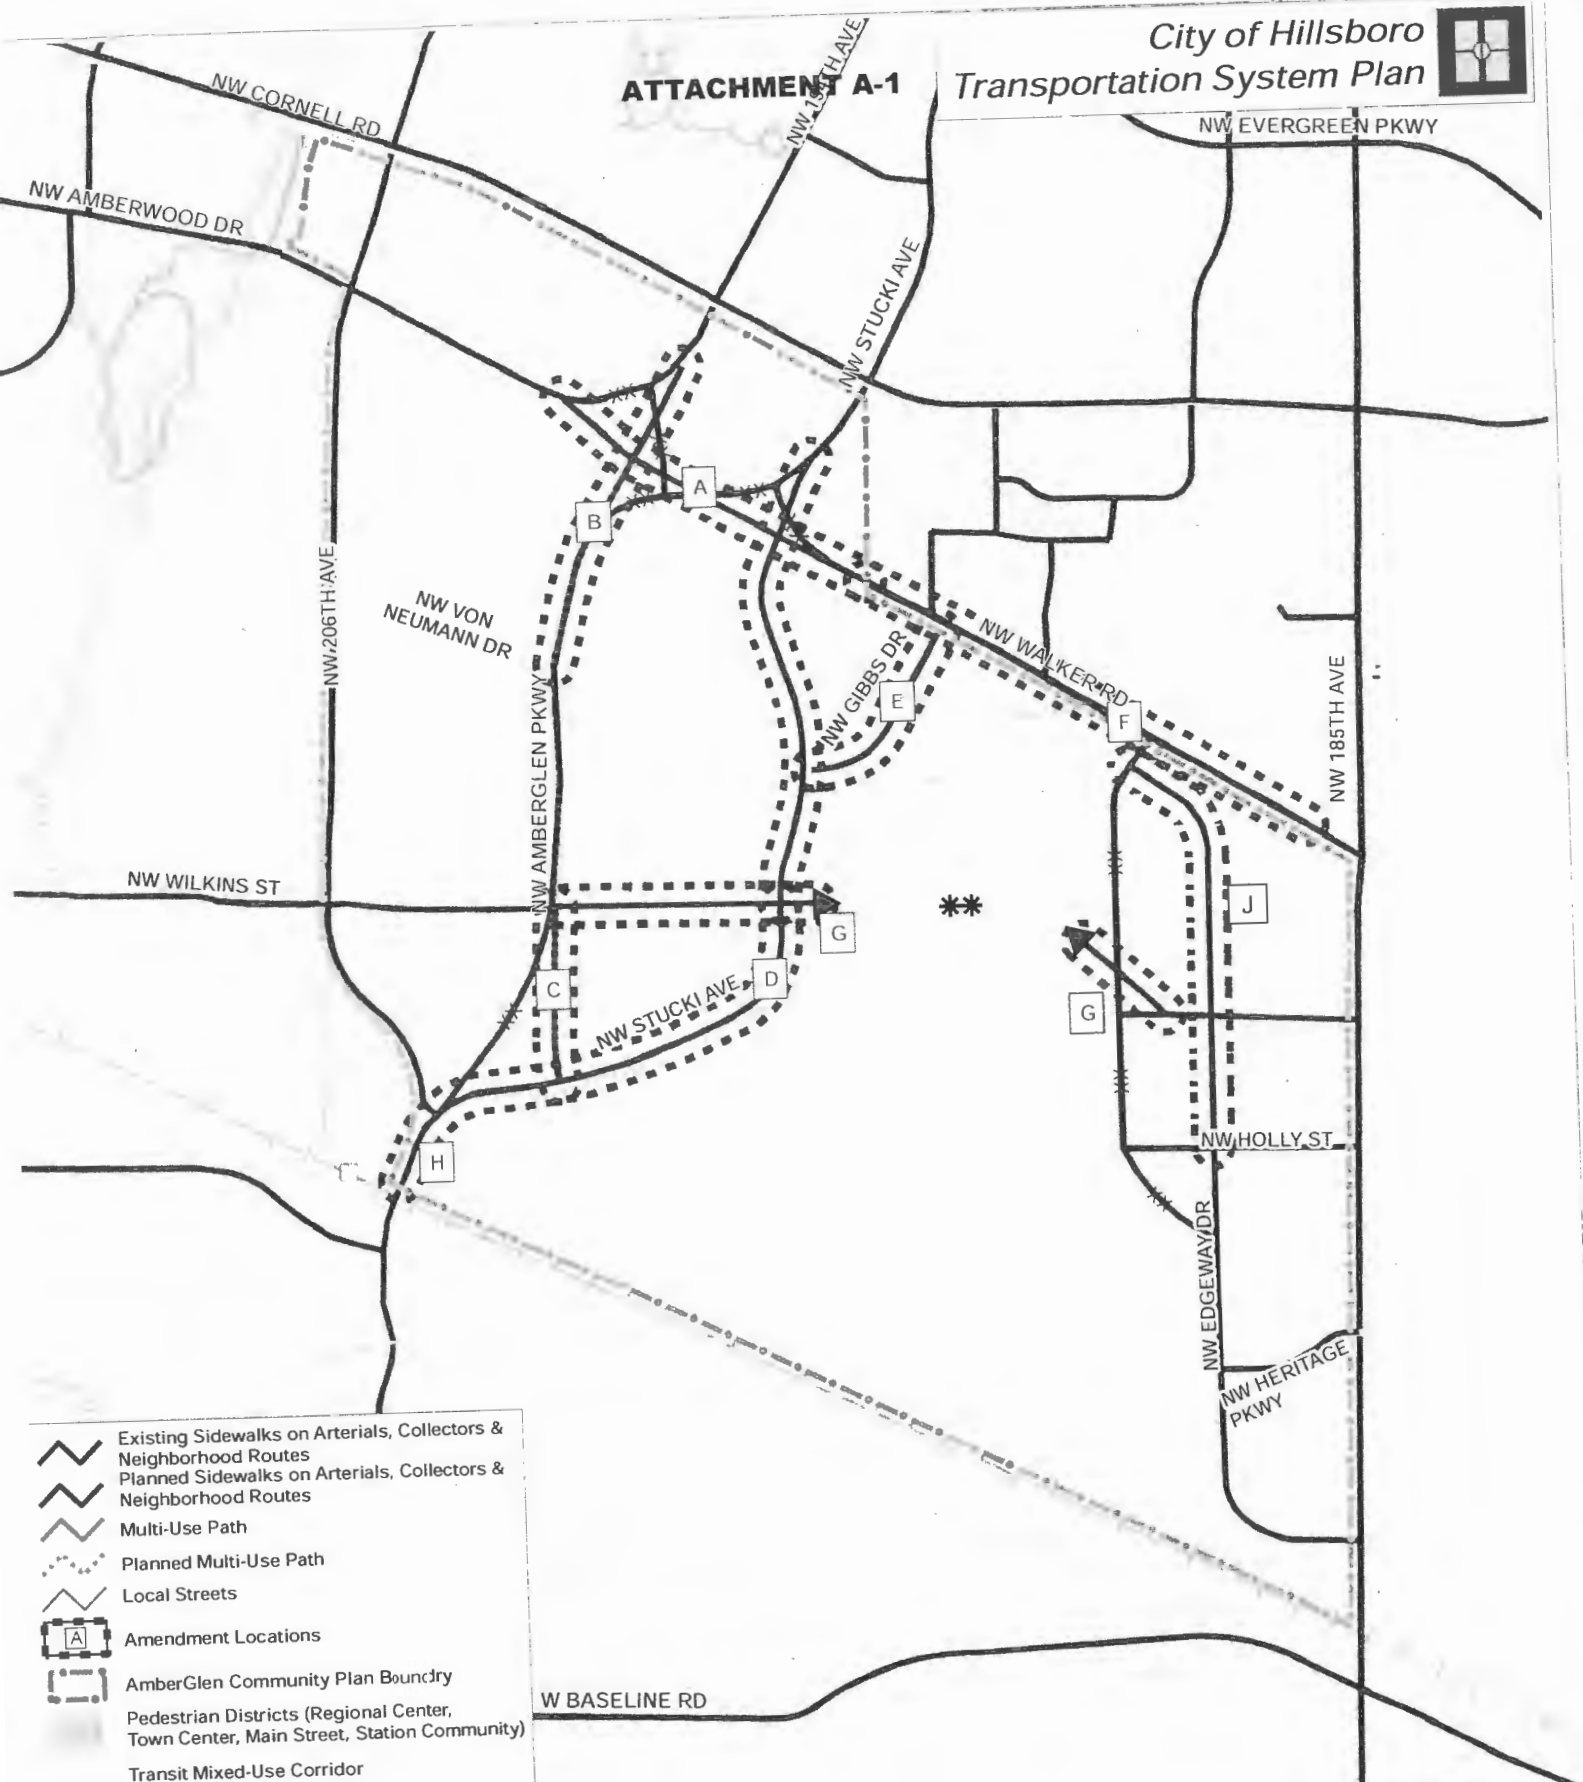 City of Hillsboro
Transportation System Plan
ATTACHMENT A-1
NW 194TH AVE
NW EVERGREEN PKWY
NW CORNELL RD
NW AMBERWOOD DR
NW STUCKI AVE
A
B
NW 206TH AVE
NW VON
NEUMANN DR
NW AMBERGLEN PKWY
NW GIBBS DR
E
NW WALKER RD
F
NW 185TH AVE
NW WILKINS ST
G
**
J
C
D
NW STUCKI AVE
G
H
NW HOLLY ST
NW EDGEWAY DR
NW HERITAGE
PKWY
Existing Sidewalks on Arterials, Collectors &
Neighborhood Routes
Planned Sidewalks on Arterials, Collectors &
Neighborhood Routes
Multi-Use Path
Planned Multi-Use Path
Local Streets
A
Amendment Locations
AmberGlen Community Plan Boundry
Pedestrian Districts (Regional Center,
Town Center, Main Street, Station Community)
Transit Mixed-Use Corridor
W BASELINE RD